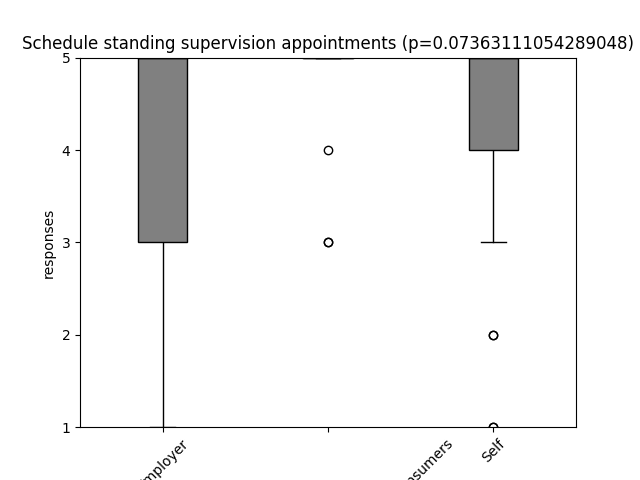 Schedule standing supervision appointments (p=0.07363111054289048)
5
4
3
2
1
responses
Self